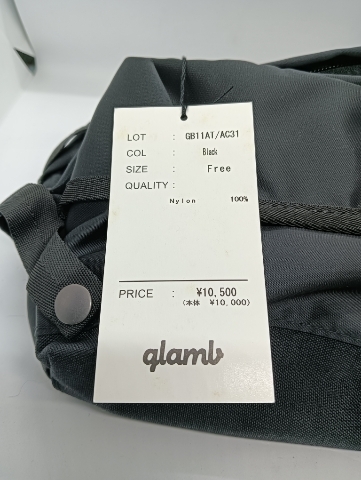 LOT : GB11AT/AC31
COL : Black
SIZE : Free
QUALITY :
Nylon 100%
PRICE : ¥10,500
(本体 ¥10,000)
glamb